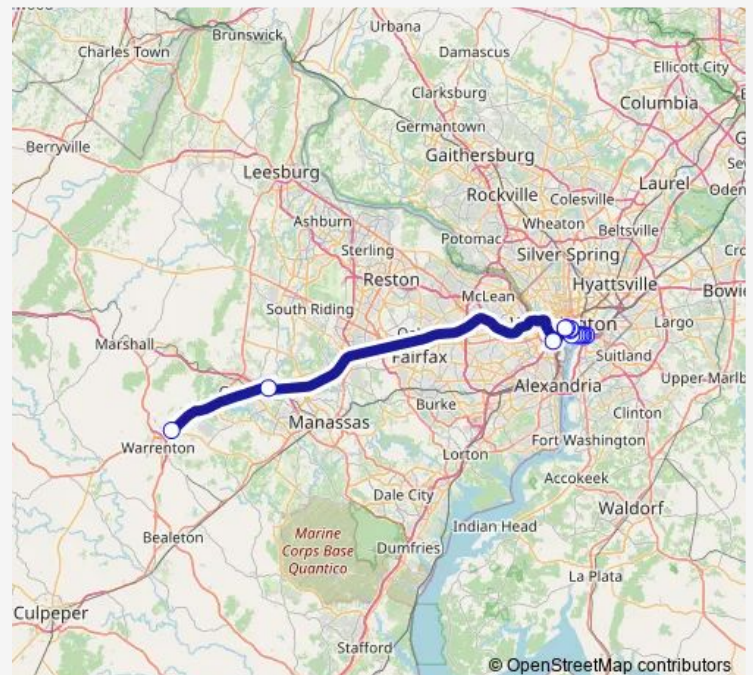 Brunswick
Urbana
Charles Town
Damascus
Ellicott City
Clarksburg
Columbia
Germantown
Berryville
Gaithersburg
Leesburg
Laurel
Rockville
Colesville
Ashburn
Wheaton
Beltsville
Potomac
Sterling
Silver Spring
Reston
Hyattsville
McLean
South Riding
Largo
Marshall
Fairfax
Suitland
Alexandria
Burke
Manassas
Clinton
Warrenton
Lorton
Fort Washington
Accokeek
Dale City
Waldorf
Indian Head
Marine
Corps Base
Quantico
Bealeton
Dumfries
La Plata
Culpeper
Stafford
© OpenStreetMap contributors